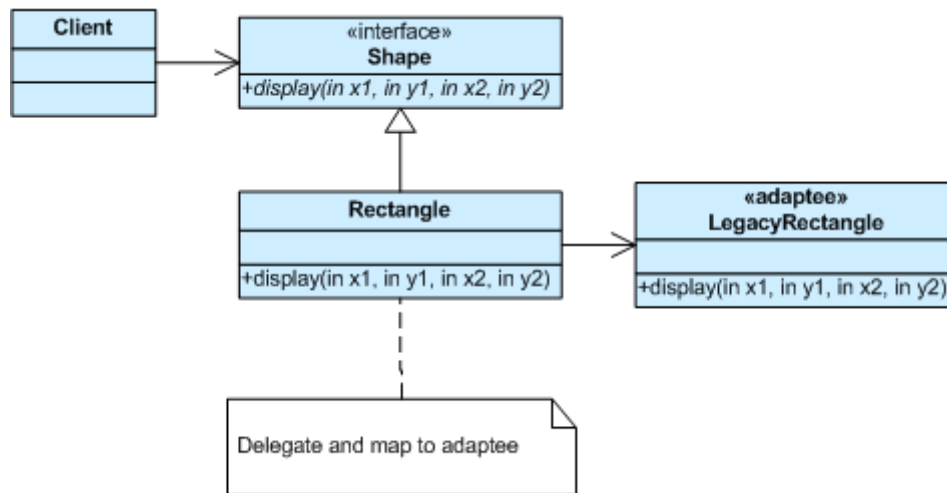 Client
«interface»
Shape
+display(in x1, in y1, in x2, in y2)
Rectangle
+display(in x1, in y1, in x2, in y2)
«adaptee»
LegacyRectangle
+display(in x1, in y1, in x2, in y2)
Delegate and map to adaptee